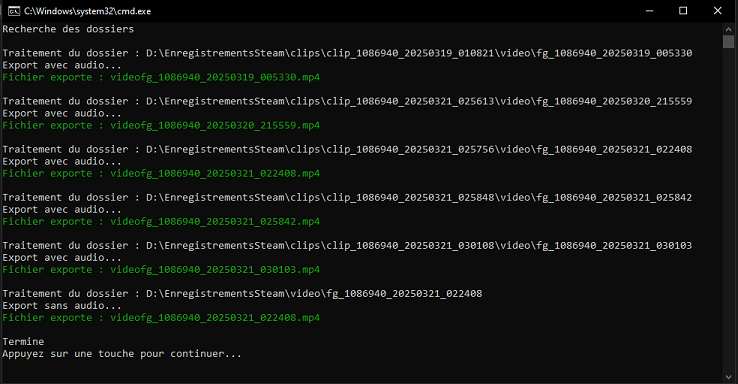 C:\Windows\system32\cmd.exe
Recherche des dossiers
Traitement du dossier : D:\EnregistrementsSteam\clips\clip_1086940_20250319_010821\video\fg_1086940_20250319_005330
Export avec audio...
Fichier exporte : videofg_1086940_20250319_005330.mp4
Traitement du dossier : D:\EnregistrementsSteam\clips\clip_1086940_20250321_025613\video\fg_1086940_20250320_215559
Export avec audio...
Fichier exporte : videofg_1086940_20250320_215559.mp4
Traitement du dossier : D:\EnregistrementsSteam\clips\clip_1086940_20250321_025756\video\fg_1086940_20250321_022408
Export avec audio...
Fichier exporte : videofg_1086940_20250321_022408.mp4
Traitement du dossier : D:\EnregistrementsSteam\clips\clip_1086940_20250321_025848\video\fg_1086940_20250321_025842
Export avec audio...
Fichier exporte : videofg_1086940_20250321_025842.mp4
Traitement du dossier : D:\EnregistrementsSteam\clips\clip_1086940_20250321_030108\video\fg_1086940_20250321_030103
Export avec audio...
Fichier exporte : videofg_1086940_20250321_030103.mp4
Traitement du dossier : D:\EnregistrementsSteam\video\fg_1086940_20250321_022408
Export sans audio...
Fichier exporte : videofg_1086940_20250321_022408.mp4
Termine
Appuyez sur une touche pour continuer...